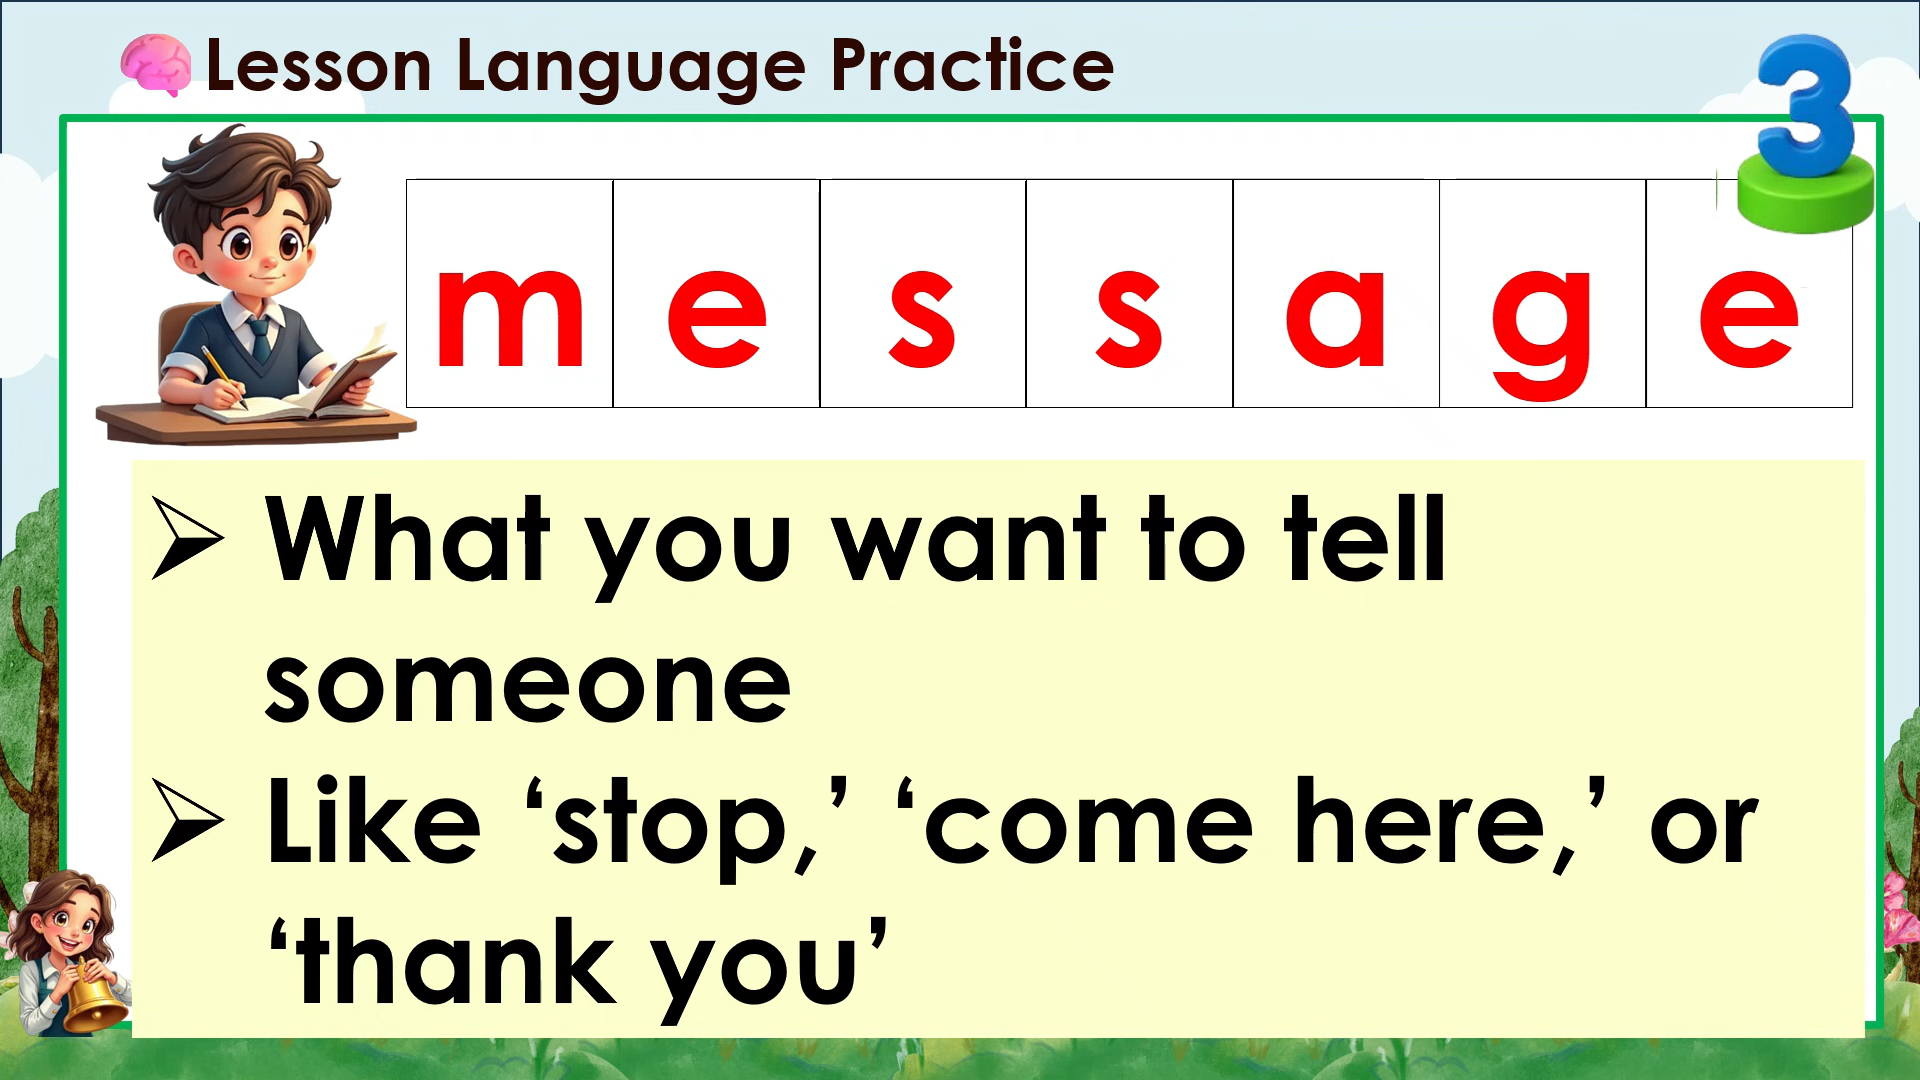 Lesson Language Practice
3
m e s s a g e
➢ What you want to tell
someone
➢ Like ‘stop,’ ‘come here,’ or
‘thank you’